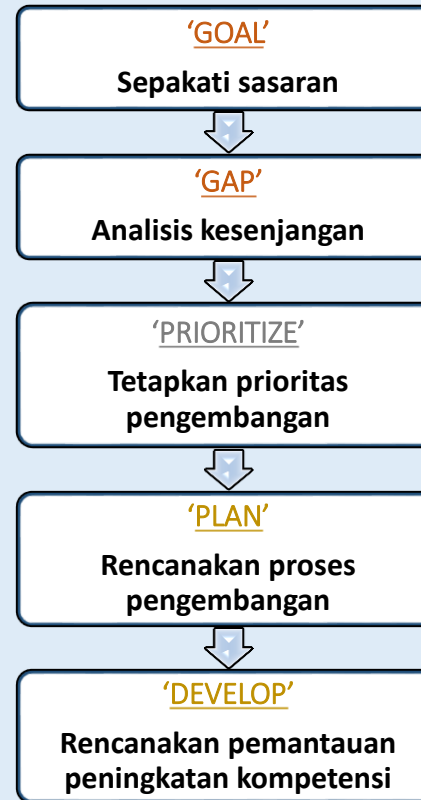 ‘GOAL’
Sepakati sasaran
‘GAP’
Analisis kesenjangan
‘PRIORITIZE’
Tetapkan prioritas
pengembangan
‘PLAN’
Rencanakan proses
pengembangan
‘DEVELOP’
Rencanakan pemantauan
peningkatan kompetensi